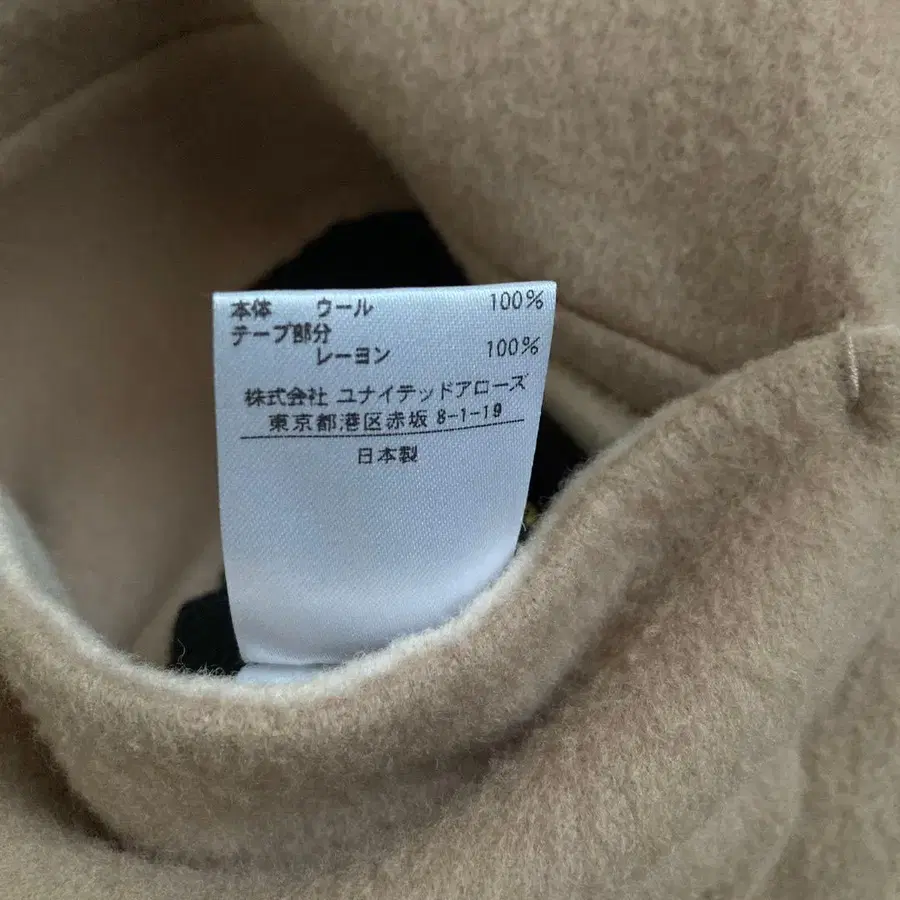 本体 ウール 100%
テープ部分
レーヨン 100%
株式会社 ユナイテッドアローズ
東京都港区赤坂 8-1-19
日本製